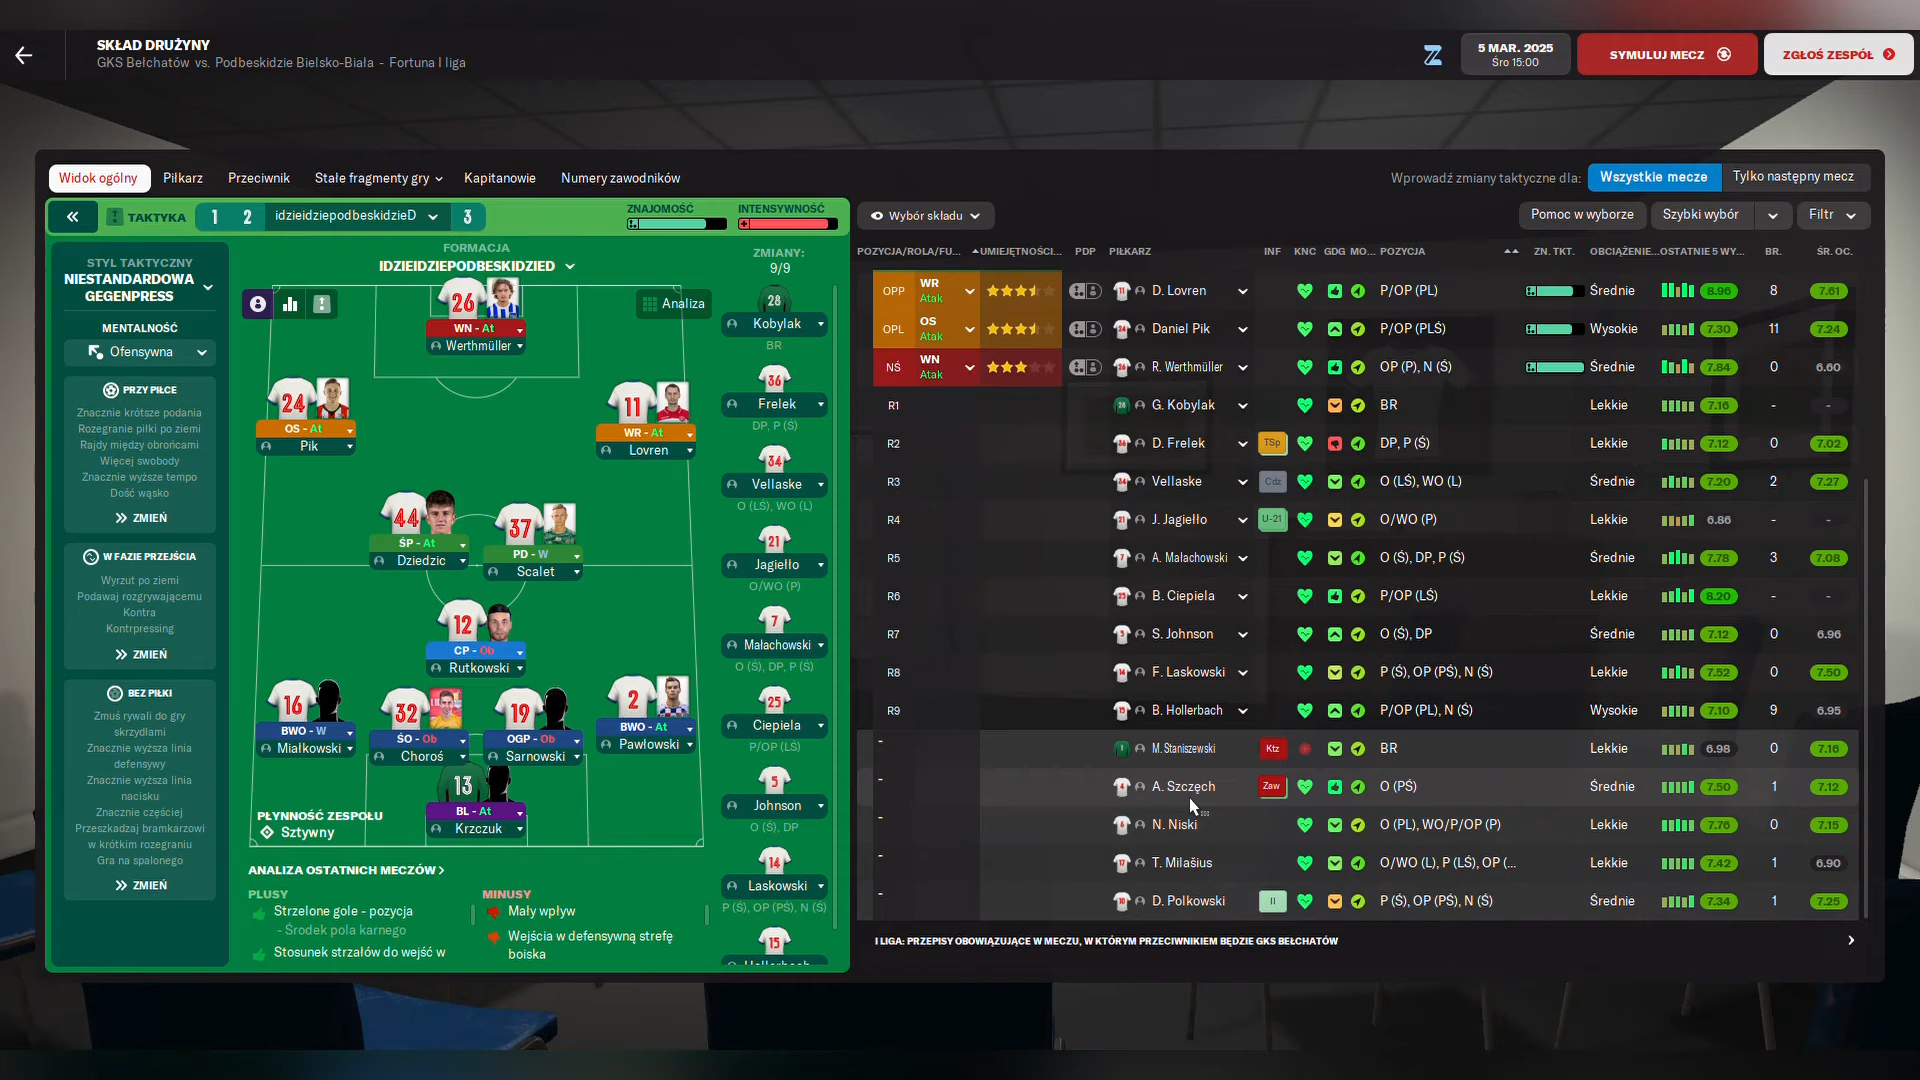 SKŁAD DRUŻYNY
GKS Bełchatów vs. Podbeskidzie Bielsko-Biała - Fortuna I liga
5 MAR. 2025
Śro 15:00
SYMULUJ MECZ
ZGŁOŚ ZESPÓŁ
Widok ogólny
Piłkarz
Przeciwnik
Stałe fragmenty gry
Kapitanowie
Numery zawodników
Wprowadź zmiany taktyczne dla:
Wszystkie mecze
Tylko następny mecz
TAKTYKA
1
2
idzieidziepodbeskidzieD
3
ZNAJOMOŚĆ
INTENSYWNOŚĆ
Wybór składu
Pomoc w wyborze
Szybki wybór
Filtr
STYL TAKTYCZNY
NIESTANDARDOWA GEGENPRESS
MENTALNOŚĆ
Ofensywna
PRZY PIŁCE
Znacznie krótsze podania
Rozegranie piłki po ziemi
Rajdy między obrońcami
Więcej swobody
Znacznie wyższe tempo
Dość wąsko
ZMIEŃ
W FAZIE PRZEJŚCIA
Wyrzut po ziemi
Podawaj rozgrywającemu
Kontra
Kontrpressing
ZMIEŃ
BEZ PIŁKI
Zmuś rywali do gry
skrzydłami
Znacznie wyższa linia
defensywy
Znacznie wyższa linia
nacisku
Znacznie częściej
Przeszkadzaj bramkarzowi
w krótkim rozegraniu
Gra na spalonego
ZMIEŃ
FORMACJA
IDZIEIDZIEPODBESKIDZIED
Analiza
26
WN - At
Werthmüller
24
OS - At
Pik
11
WR - At
Lovren
44
ŚP - At
Dziedzic
37
PD - W
Scalet
12
CP - Ob
Rutkowski
16
BWO - W
Miałkowski
32
ŚO - Ob
Choroś
19
OGP - Ob
Sarnowski
2
BWO - At
Pawłowski
13
BL - At
Krzczuk
PŁYNNOŚĆ ZESPOŁU
Sztywny
ANALIZA OSTATNICH MECZÓW
PLUSY
Strzelone gole - pozycja
- Środek pola karnego
Stosunek strzałów do wejść w
MINUSY
Mały wpływ
Wejścia w defensywną strefę
boiska
ZMIANY:
9/9
28
Kobylak
BR
36
Frelek
DP, P (Ś)
34
Vellaske
O (LŚ), WO (L)
21
Jagiełło
O/WO (P)
7
Małachowski
O (Ś), DP, P (Ś)
25
Ciepiela
P/OP (LŚ)
5
Johnson
O (Ś), DP
14
Laskowski
P (Ś), OP (PŚ), N (Ś)
15
Hollerbach
POZYCJA/ROLA/FU... UMIEJĘTNOŚCI... PDP PIŁKARZ INF KNC GDG MO... POZYCJA ZN. TKT. OBCIĄŻENIE... OSTATNIE 5 WY... BR. ŚR. OC.
OPP WR Atak D. Lovren P/OP (PL) Średnie 8.96 8 7.61
OPL OS Atak Daniel Pik P/OP (PLŚ) Wysokie 7.30 11 7.24
NŚ WN Atak R. Werthmüller OP (P), N (Ś) Średnie 7.84 0 6.60
R1 G. Kobylak BR Lekkie 7.16 - -
R2 D. Frelek TSp DP, P (Ś) Lekkie 7.12 0 7.02
R3 Vellaske Cdz O (LŚ), WO (L) Średnie 7.20 2 7.27
R4 J. Jagiełło U-21 O/WO (P) Lekkie 6.86 - -
R5 A. Małachowski O (Ś), DP, P (Ś) Średnie 7.78 3 7.08
R6 B. Ciepiela P/OP (LŚ) Lekkie 8.20 - -
R7 S. Johnson O (Ś), DP Średnie 7.12 0 6.96
R8 F. Laskowski P (Ś), OP (PŚ), N (Ś) Lekkie 7.52 0 7.50
R9 B. Hollerbach P/OP (PL), N (Ś) Wysokie 7.10 9 6.95
- M. Staniszewski Ktz BR Lekkie 6.98 0 7.16
- A. Szczęch Zaw O (PŚ) Średnie 7.50 1 7.12
- N. Niski O (PL), WO/P/OP (P) Lekkie 7.76 0 7.15
- T. Milašius O/WO (L), P (LŚ), OP (... Lekkie 7.42 1 6.90
- D. Polkowski II P (Ś), OP (PŚ), N (Ś) Średnie 7.34 1 7.25
I LIGA: PRZEPISY OBOWIĄZUJĄCE W MECZU, W KTÓRYM PRZECIWNIKIEM BĘDZIE GKS BEŁCHATÓW